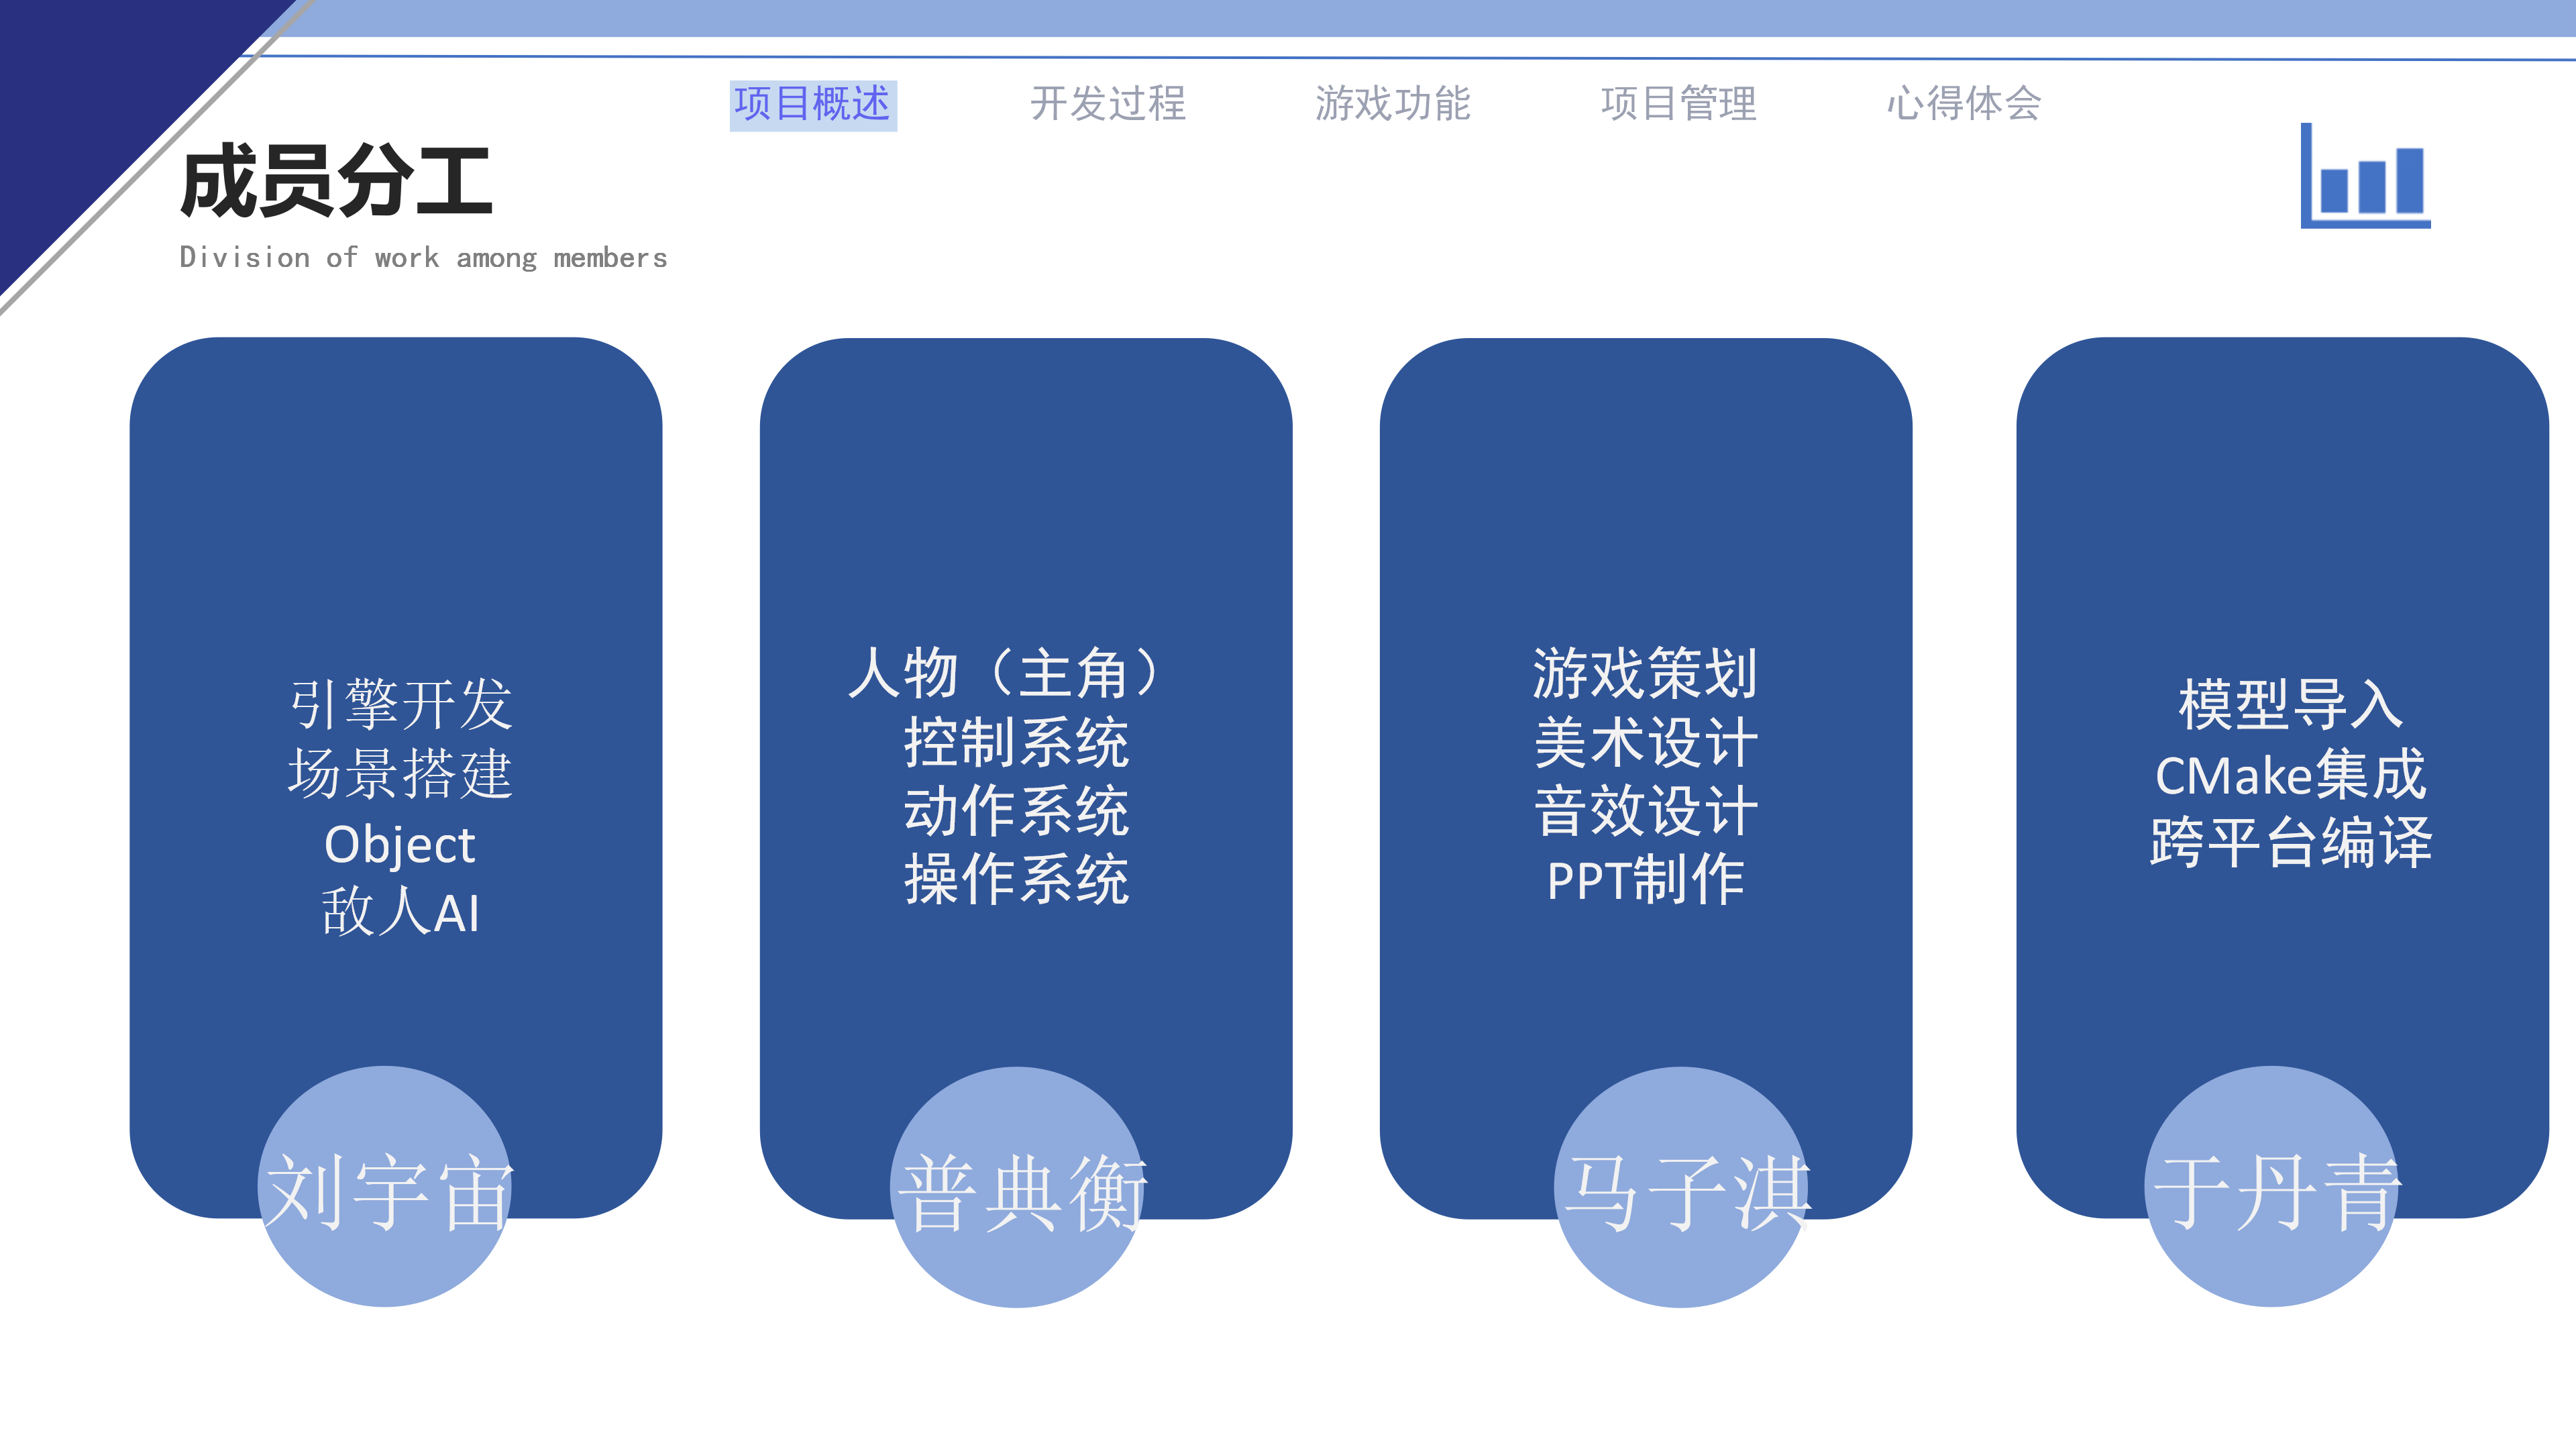 项目概述 开发过程 游戏功能 项目管理 心得体会
成员分工
Division of work among members
引擎开发
场景搭建
Object
敌人AI
刘宇宙
人物（主角）
控制系统
动作系统
操作系统
普典衡
游戏策划
美术设计
音效设计
PPT制作
马子淇
模型导入
CMake集成
跨平台编译
于丹青